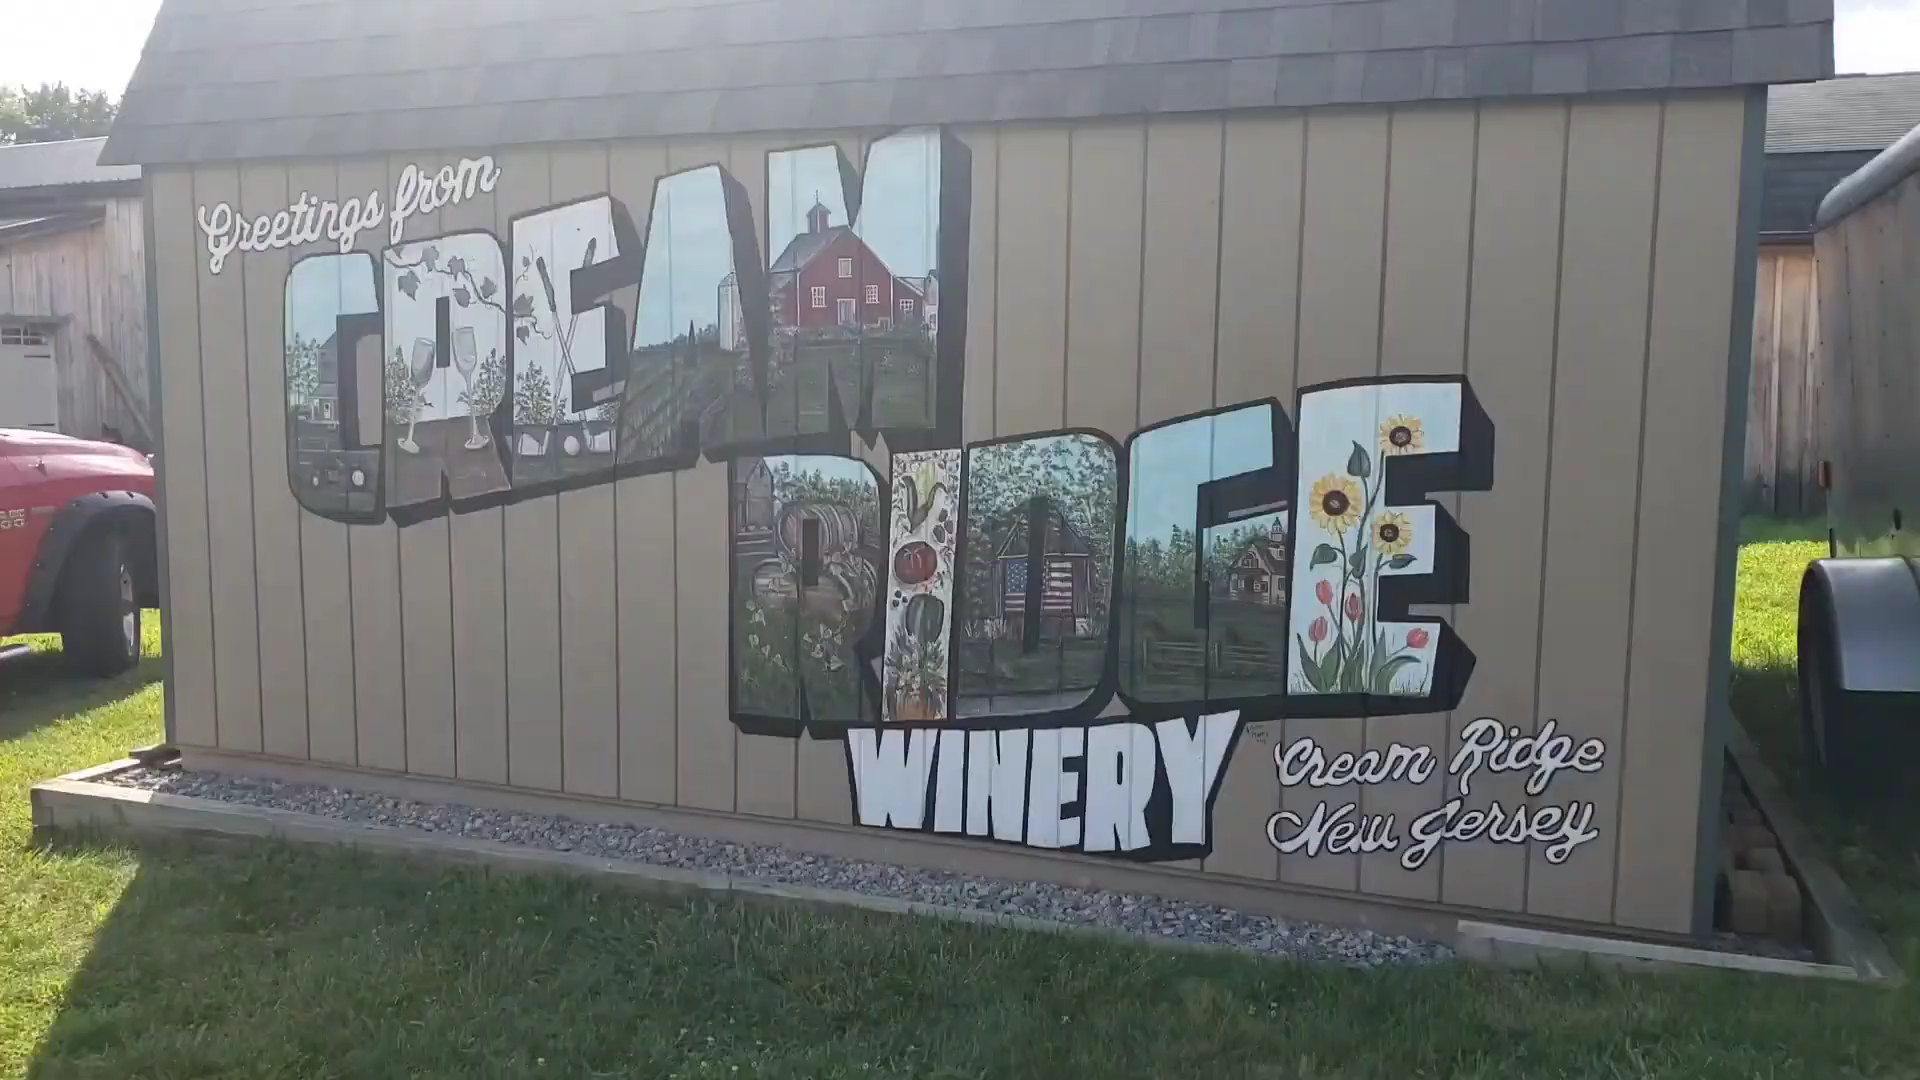 Greetings from
CREAM
RIDGE
WINERY
Cream Ridge
New Jersey